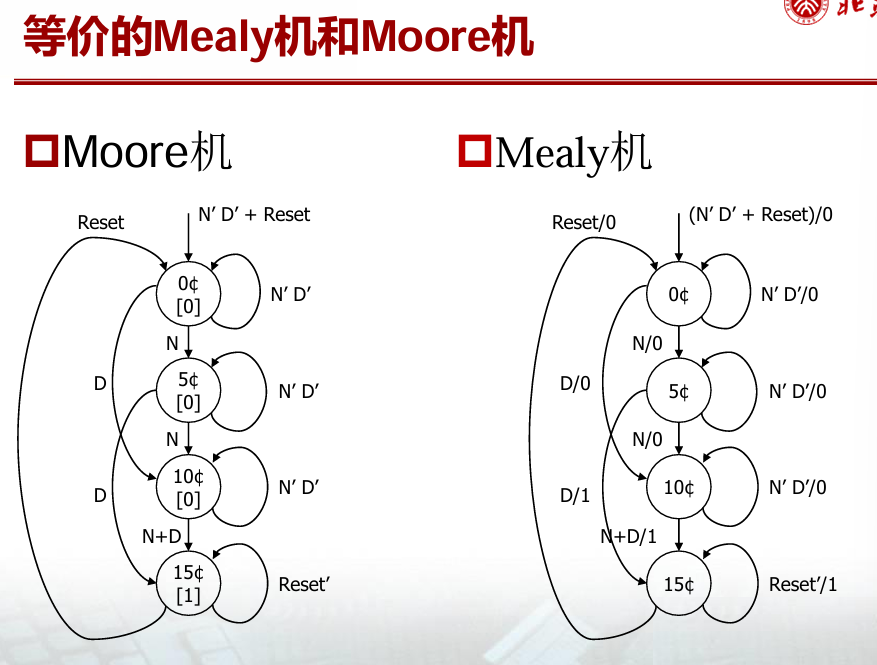 等价的Mealy机和Moore机
Moore机
Reset
N′ D′ + Reset
0¢
[0]
N′ D′
N
D
5¢
[0]
N′ D′
N
D
10¢
[0]
N′ D′
N+D
15¢
[1]
Reset′
Mealy机
Reset/0
(N′ D′ + Reset)/0
0¢
N′ D′/0
N/0
D/0
5¢
N′ D′/0
N/0
D/1
10¢
N′ D′/0
N+D/1
15¢
Reset′/1